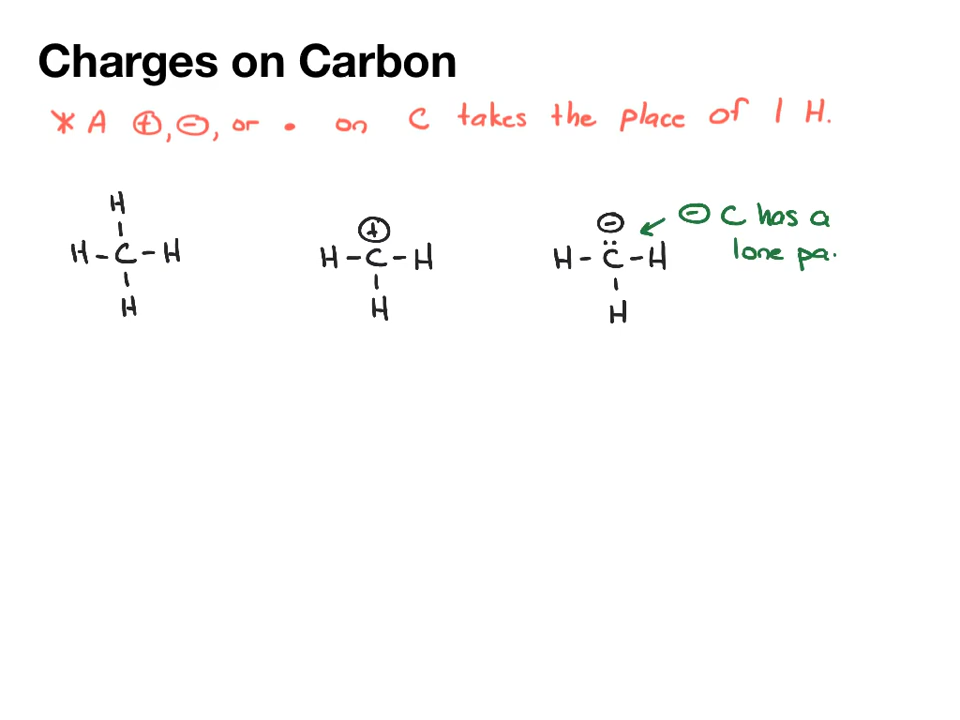 Charges on Carbon
* A ⊕, ⊖, or • on C takes the place of 1 H.
H
H-C-H
H
⊕
H-C-H
H
⊖
H-C̈-H
H
⊖ C has a
lone pa.